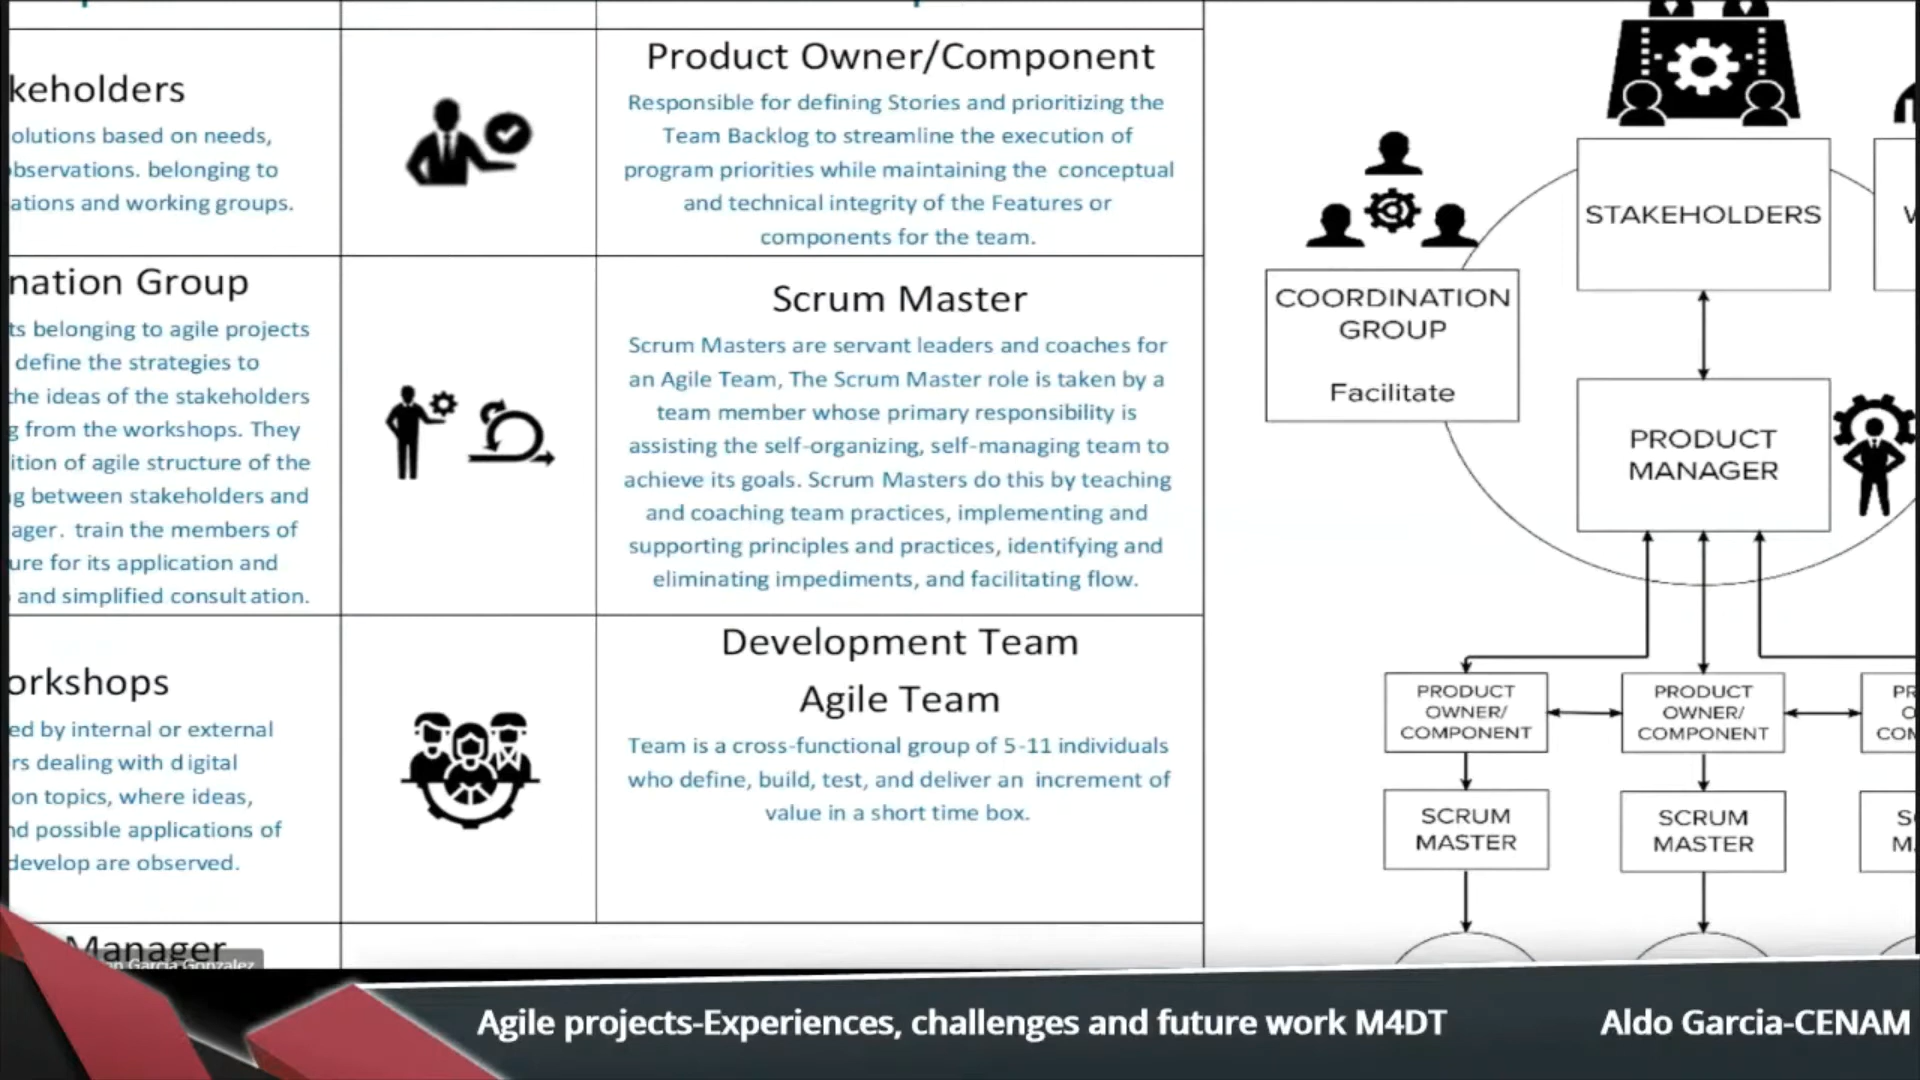 keholders
olutions based on needs,
bservations. belonging to
ations and working groups.
nation Group
ts belonging to agile projects
define the strategies to
the ideas of the stakeholders
g from the workshops. They
ition of agile structure of the
g between stakeholders and
ager. train the members of
ure for its application and
and simplified consultation.
orkshops
ed by internal or external
rs dealing with digital
on topics, where ideas,
nd possible applications of
develop are observed.
Manager
Garcia Gonzalez
Product Owner/Component
Responsible for defining Stories and prioritizing the
Team Backlog to streamline the execution of
program priorities while maintaining the conceptual
and technical integrity of the Features or
components for the team.
Scrum Master
Scrum Masters are servant leaders and coaches for
an Agile Team, The Scrum Master role is taken by a
team member whose primary responsibility is
assisting the self-organizing, self-managing team to
achieve its goals. Scrum Masters do this by teaching
and coaching team practices, implementing and
supporting principles and practices, identifying and
eliminating impediments, and facilitating flow.
Development Team
Agile Team
Team is a cross-functional group of 5-11 individuals
who define, build, test, and deliver an increment of
value in a short time box.
STAKEHOLDERS
COORDINATION
GROUP
Facilitate
PRODUCT
MANAGER
PRODUCT
OWNER/
COMPONENT
PRODUCT
OWNER/
COMPONENT
PR
O
COM
SCRUM
MASTER
SCRUM
MASTER
S
M
Agile projects-Experiences, challenges and future work M4DT
Aldo Garcia-CENAM